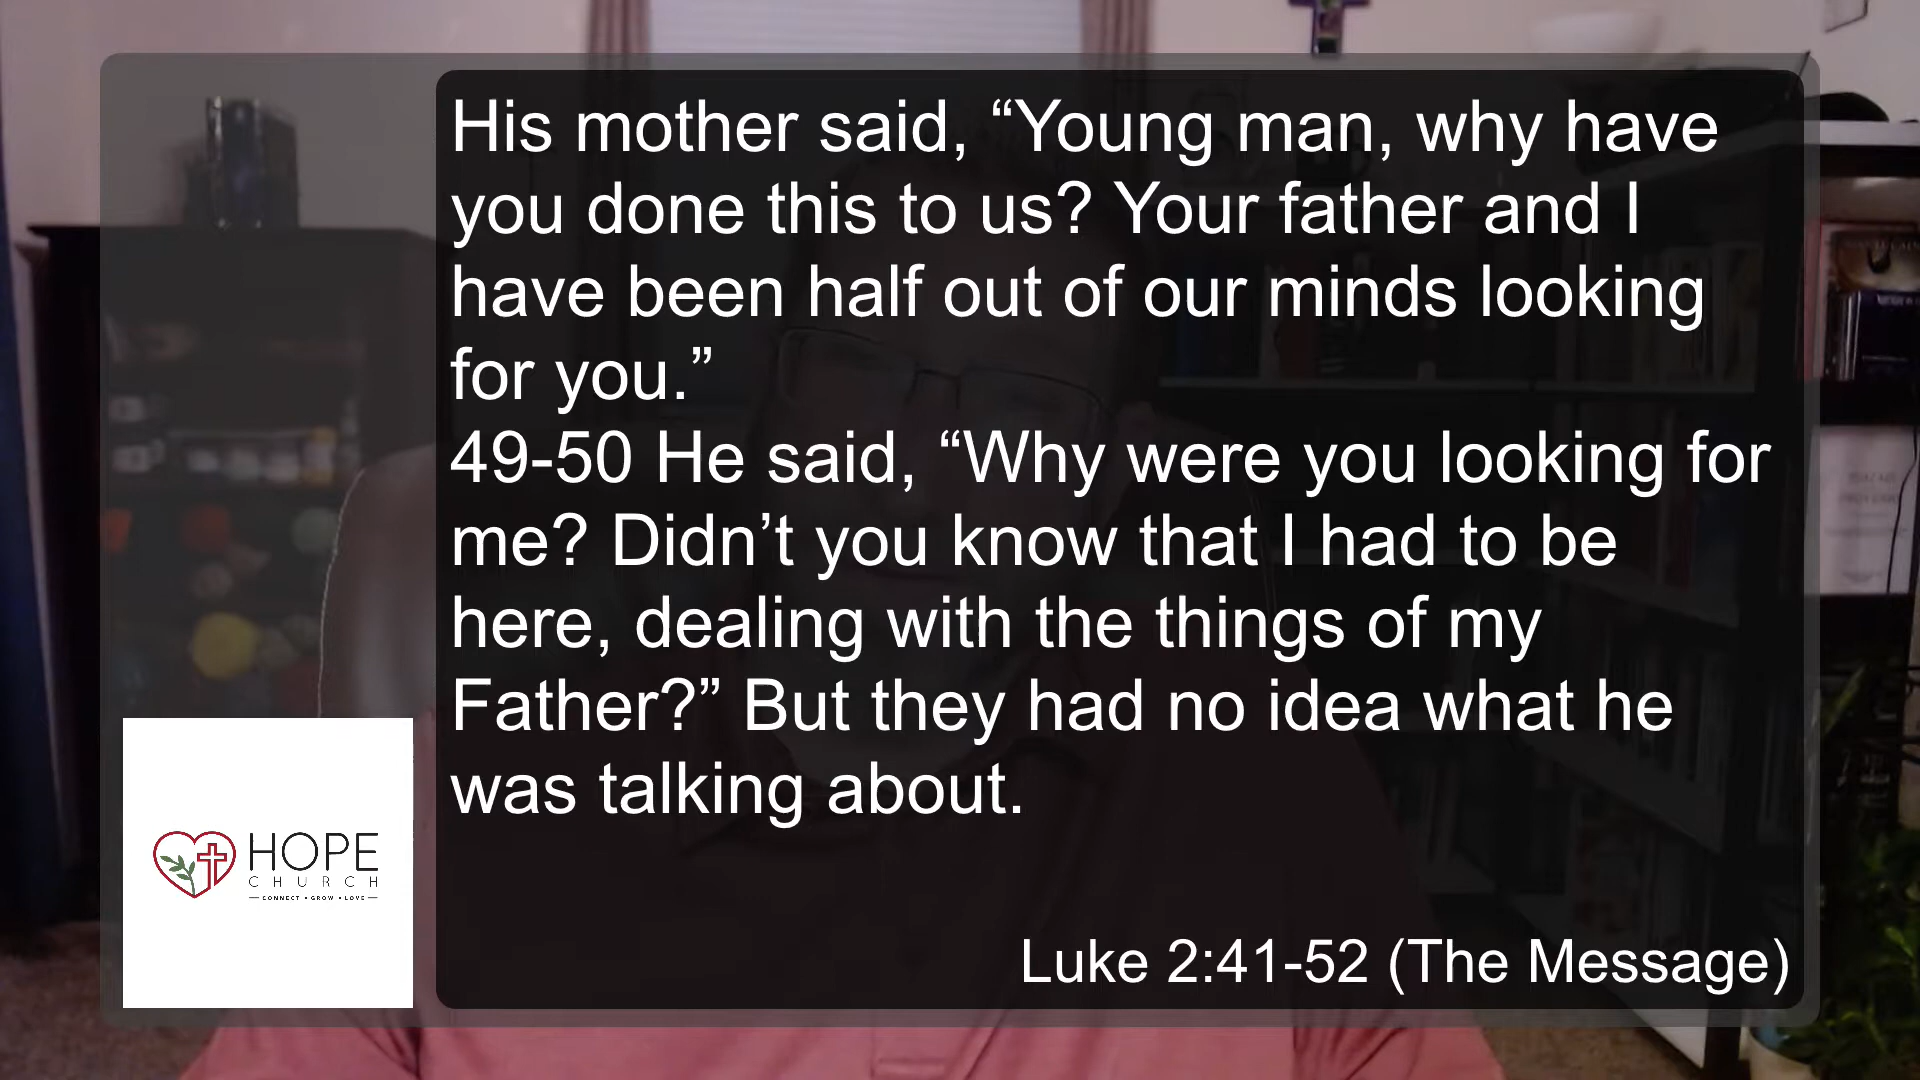 His mother said, “Young man, why have
you done this to us? Your father and I
have been half out of our minds looking
for you.”
49-50 He said, “Why were you looking for
me? Didn’t you know that I had to be
here, dealing with the things of my
Father?” But they had no idea what he
was talking about.
Luke 2:41-52 (The Message)
HOPE
CHURCH
CONNECT • GROW • LOVE